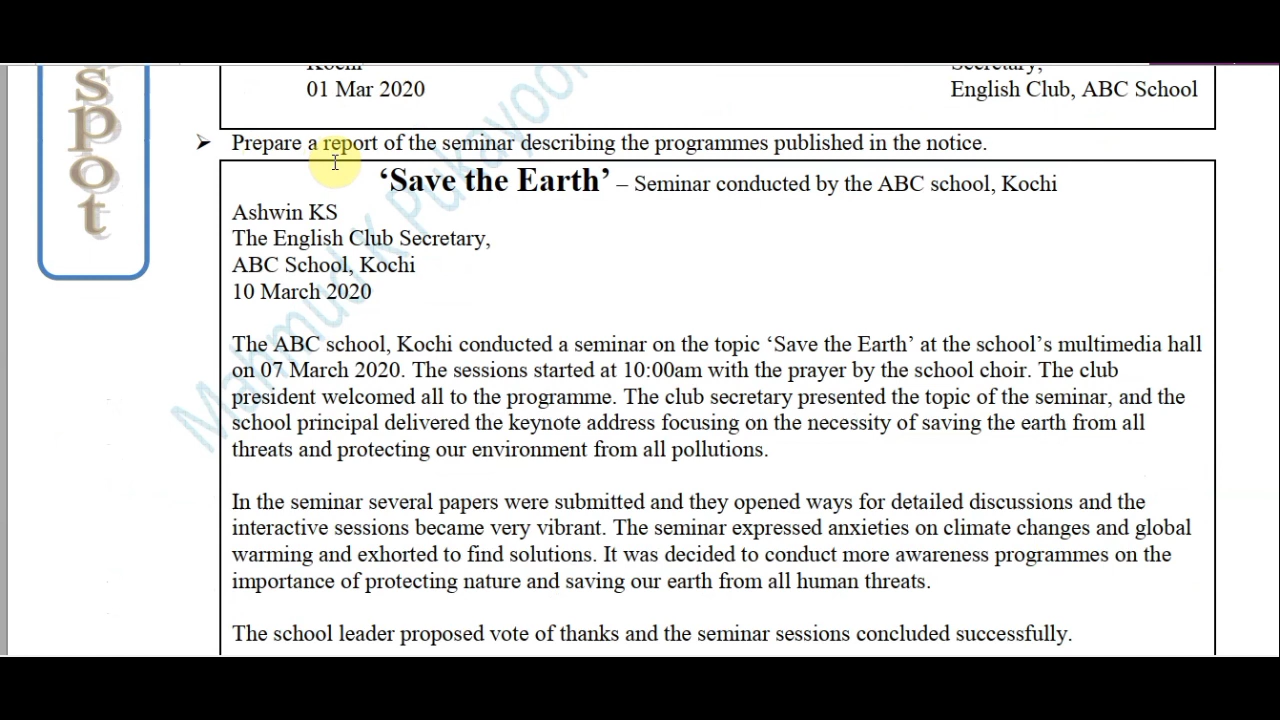 spot
Kochi
Secretary,
01 Mar 2020
English Club, ABC School
➢ Prepare a report of the seminar describing the programmes published in the notice.
‘Save the Earth’ – Seminar conducted by the ABC school, Kochi
Ashwin KS
The English Club Secretary,
ABC School, Kochi
10 March 2020
The ABC school, Kochi conducted a seminar on the topic ‘Save the Earth’ at the school’s multimedia hall
on 07 March 2020. The sessions started at 10:00am with the prayer by the school choir. The club
president welcomed all to the programme. The club secretary presented the topic of the seminar, and the
school principal delivered the keynote address focusing on the necessity of saving the earth from all
threats and protecting our environment from all pollutions.
In the seminar several papers were submitted and they opened ways for detailed discussions and the
interactive sessions became very vibrant. The seminar expressed anxieties on climate changes and global
warming and exhorted to find solutions. It was decided to conduct more awareness programmes on the
importance of protecting nature and saving our earth from all human threats.
The school leader proposed vote of thanks and the seminar sessions concluded successfully.
Mahmud K Pukayoor